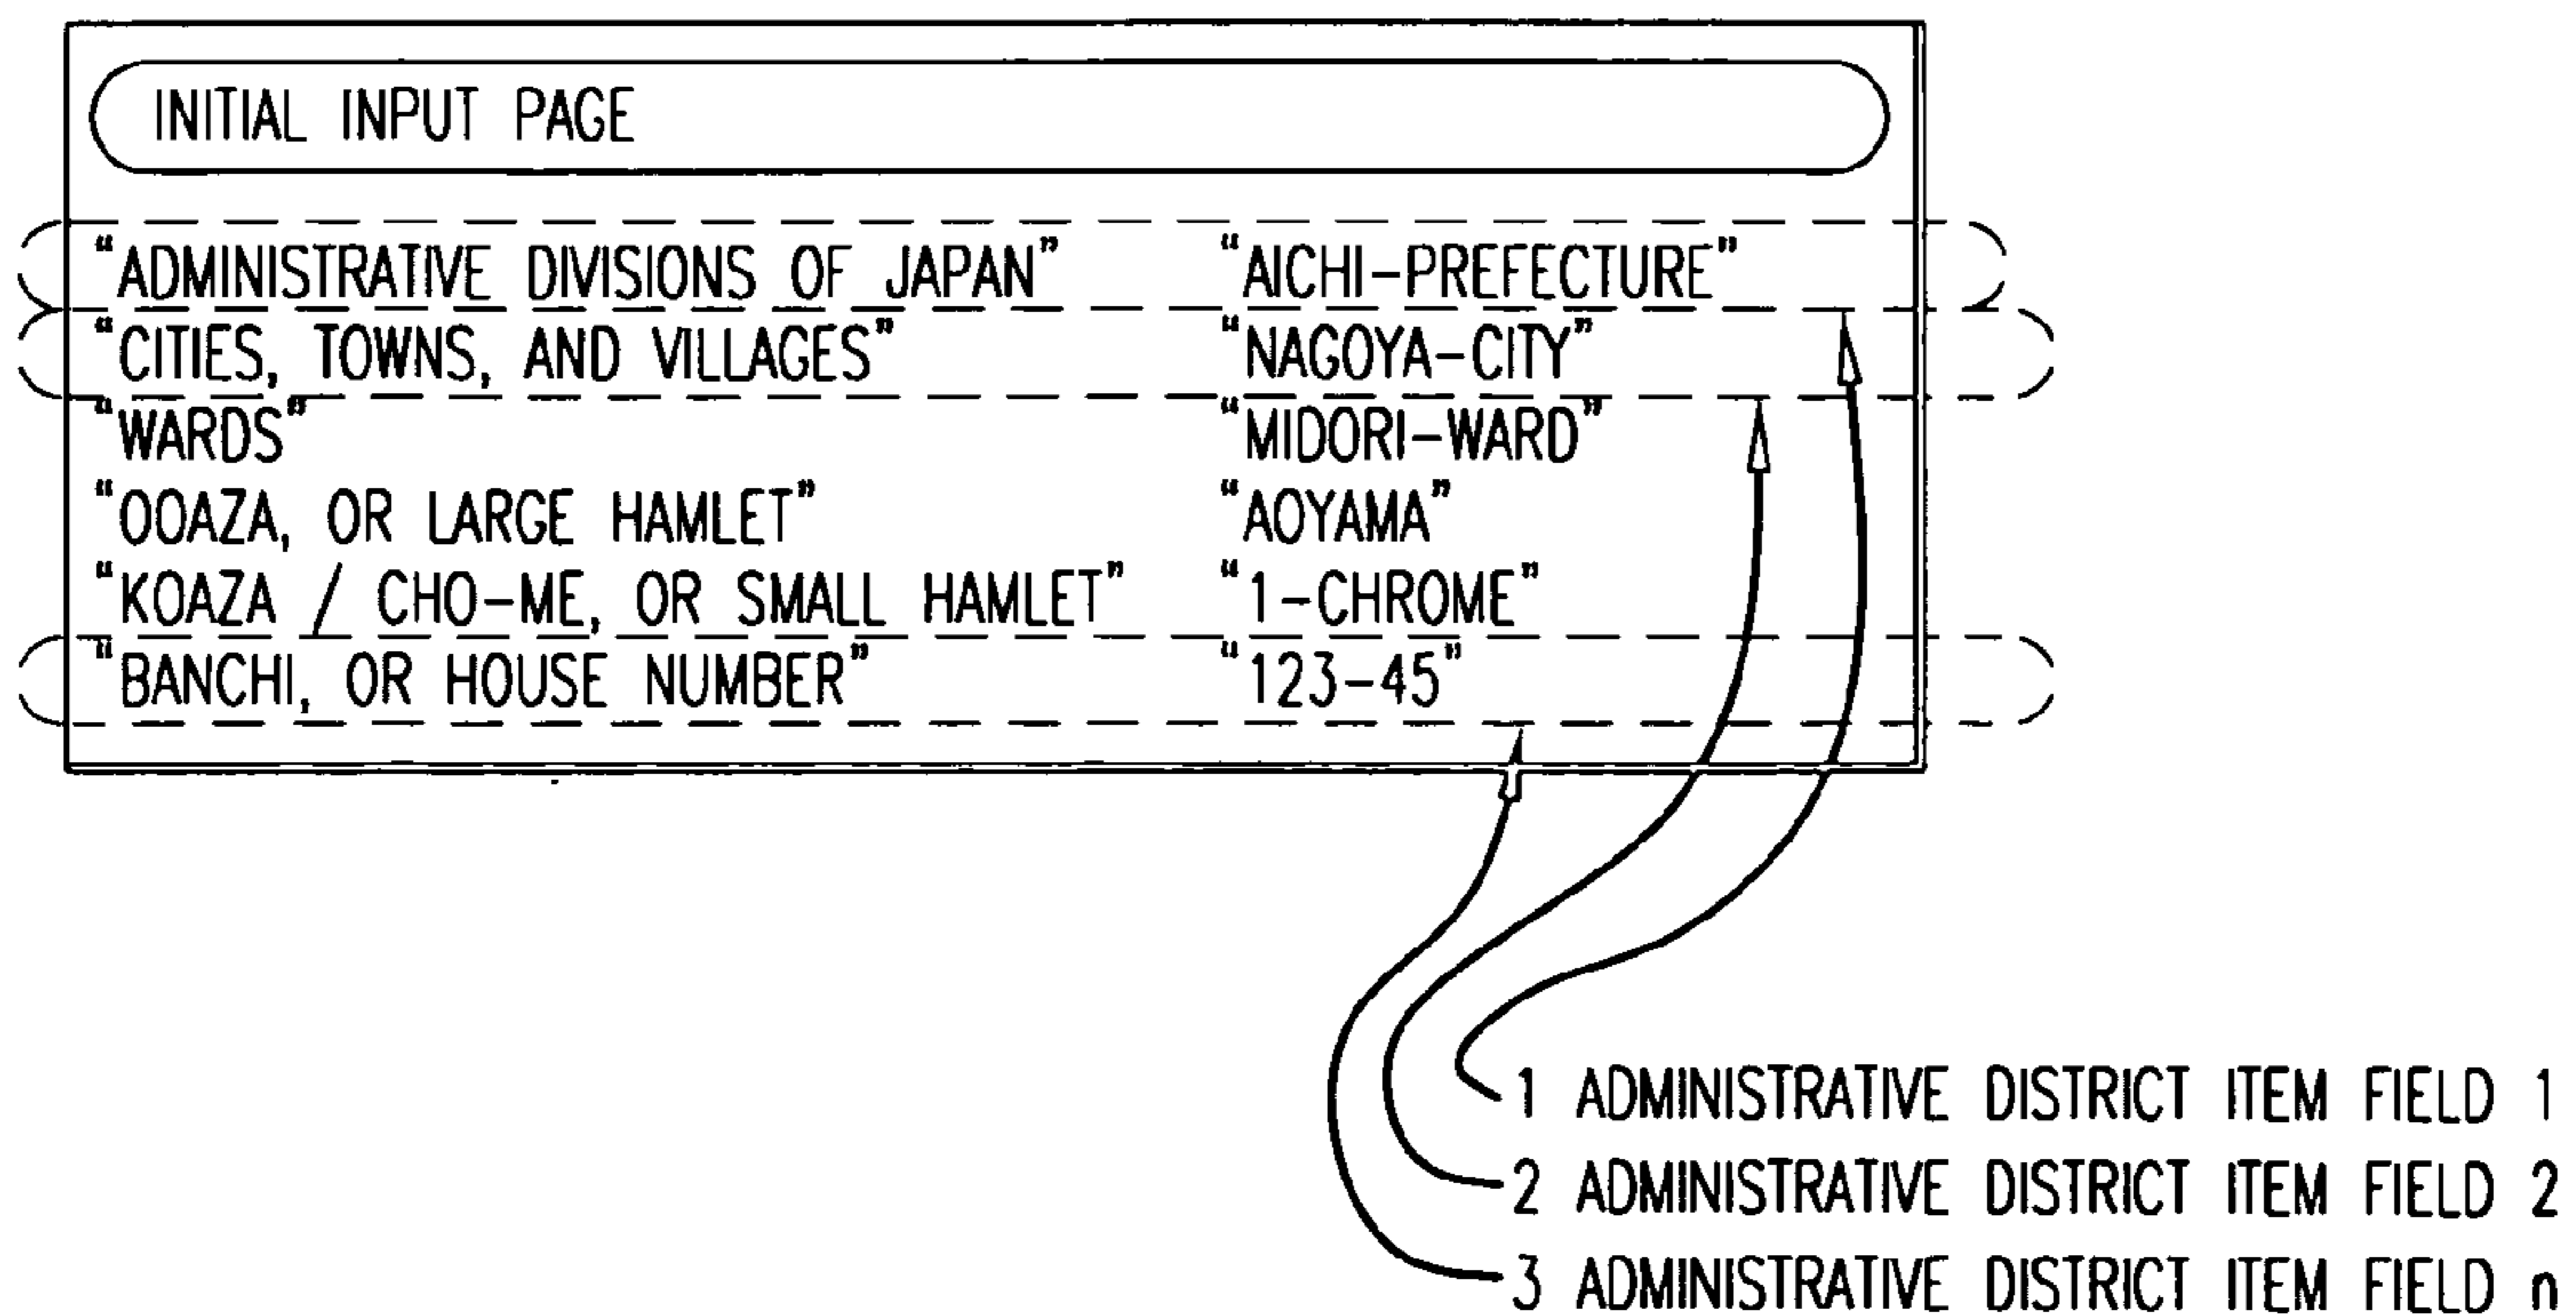 INITIAL INPUT PAGE
“ADMINISTRATIVE DIVISIONS OF JAPAN” “AICHI-PREFECTURE”
“CITIES, TOWNS, AND VILLAGES” “NAGOYA-CITY”
“WARDS” “MIDORI-WARD”
“OOAZA, OR LARGE HAMLET” “AOYAMA”
“KOAZA / CHO-ME, OR SMALL HAMLET” “1-CHROME”
“BANCHI, OR HOUSE NUMBER” “123-45”
1 ADMINISTRATIVE DISTRICT ITEM FIELD 1
2 ADMINISTRATIVE DISTRICT ITEM FIELD 2
3 ADMINISTRATIVE DISTRICT ITEM FIELD n